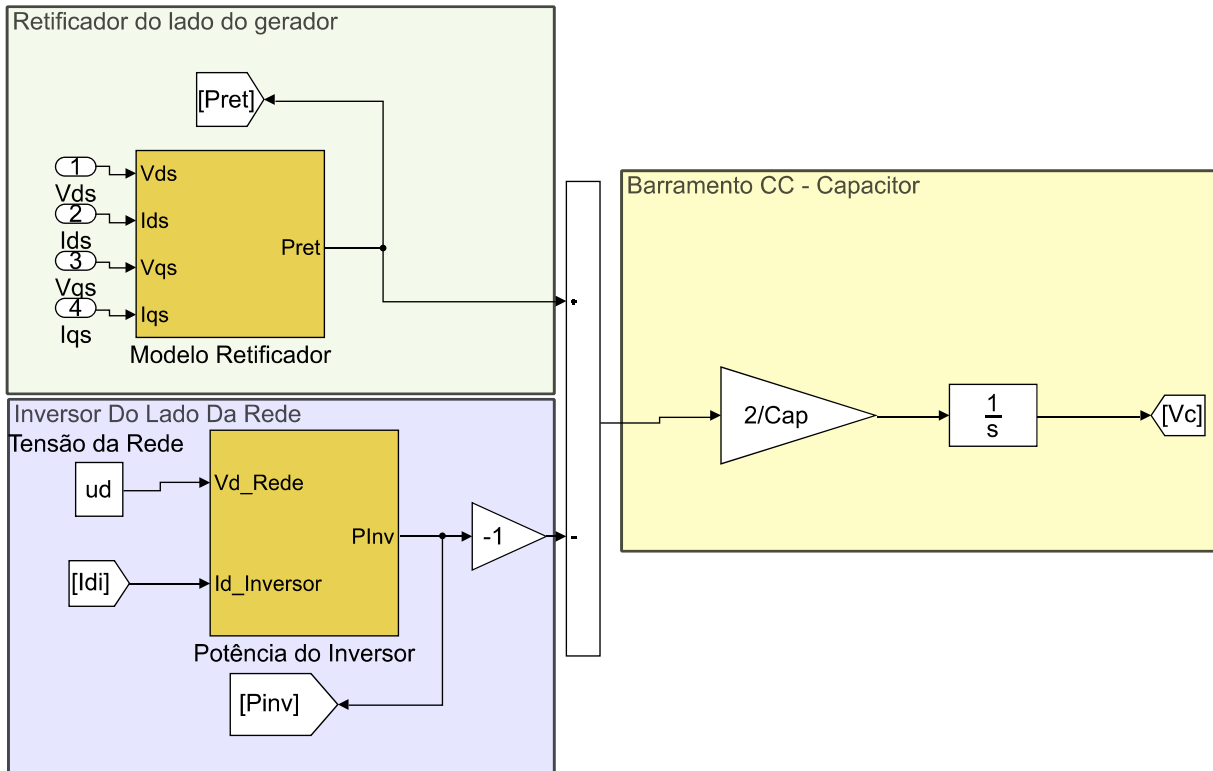 Retificador do lado do gerador
[Pret]
1
Vds
Vds
2
Ids
Ids
3
Vqs
Vqs
4
Iqs
Iqs
Pret
Modelo Retificador
+
Inversor Do Lado Da Rede
Tensão da Rede
ud
Vd_Rede
[Idi]
Id_Inversor
PInv
-1
-
Potência do Inversor
[Pinv]
Barramento CC - Capacitor
2/Cap
1
s
[Vc]